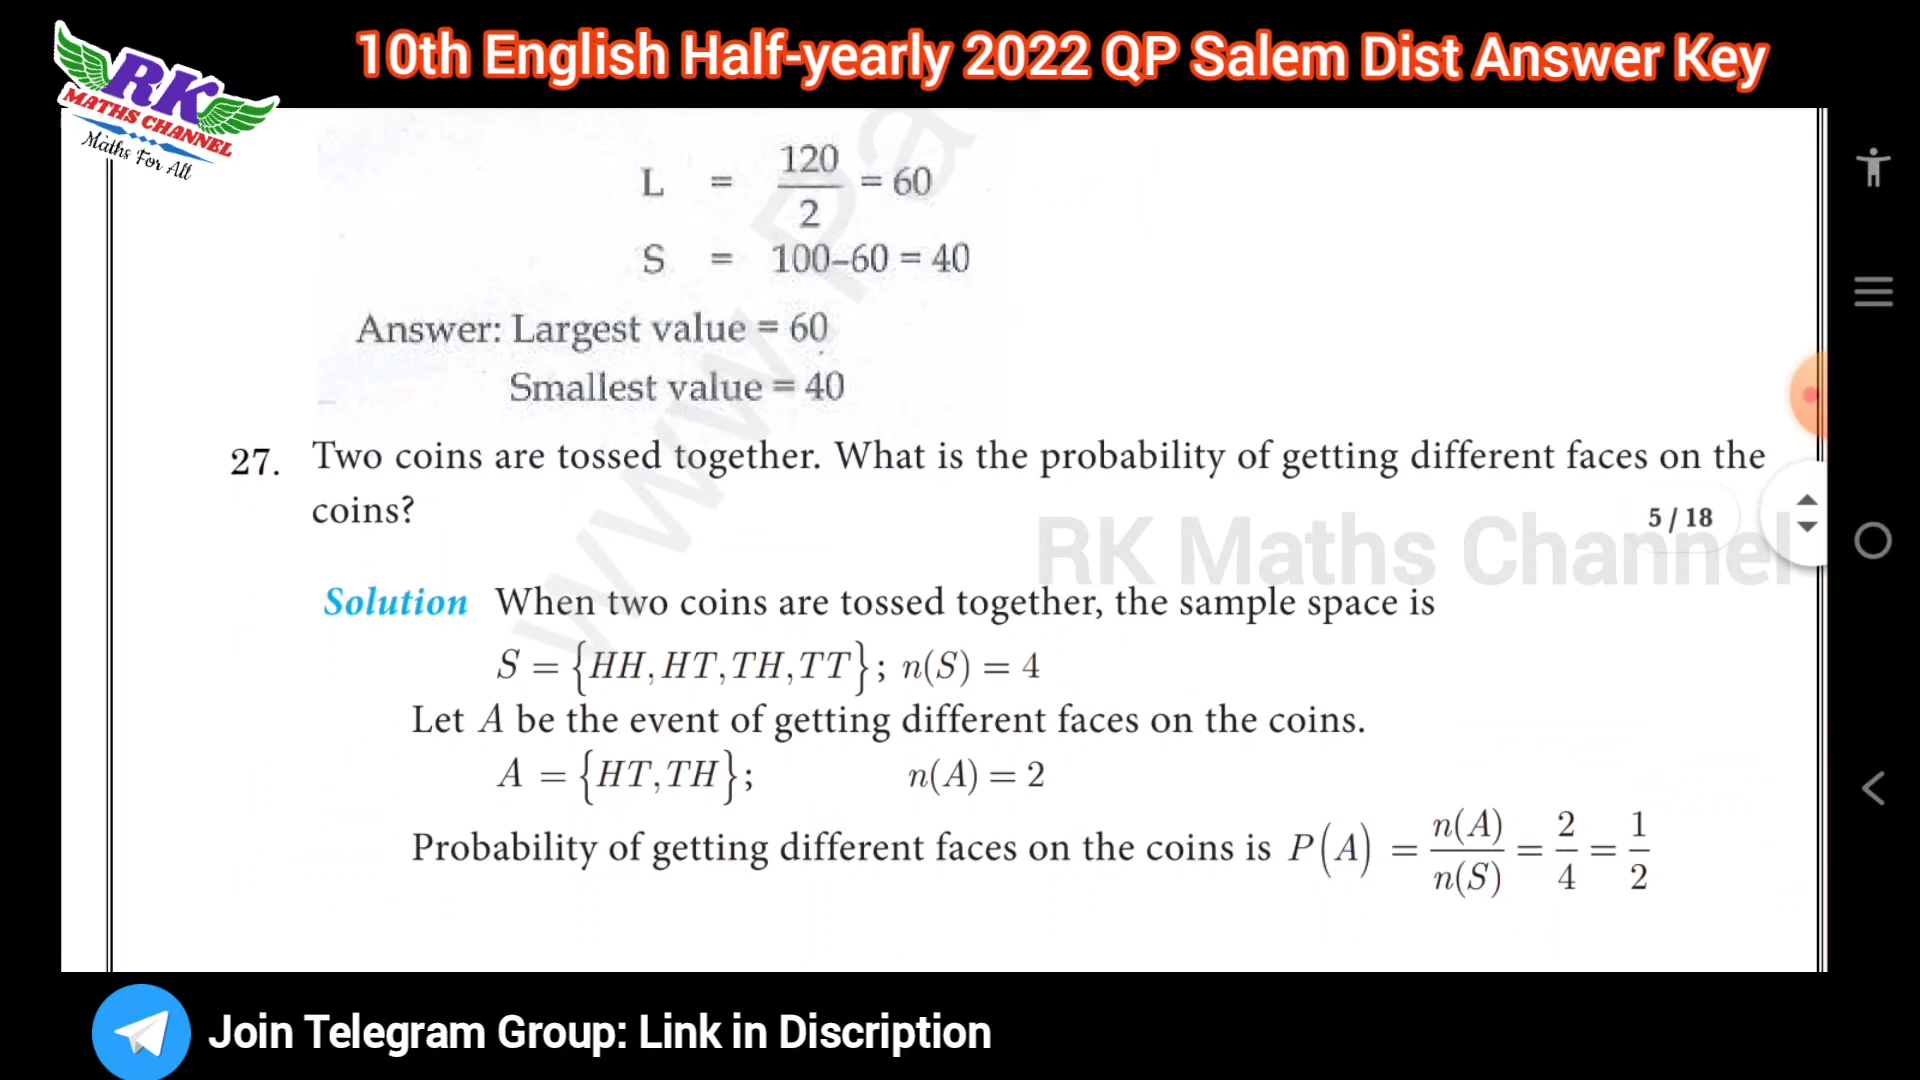 10th English Half-yearly 2022 QP Salem Dist Answer Key
RK
MATHS CHANNEL
Maths For All
L = 120/2 = 60
S = 100–60 = 40
Answer: Largest value = 60
Smallest value = 40
27. Two coins are tossed together. What is the probability of getting different faces on the
coins?
5 / 18
RK Maths Channel
Solution When two coins are tossed together, the sample space is
S = {HH, HT, TH, TT}; n(S) = 4
Let A be the event of getting different faces on the coins.
A = {HT, TH}; n(A) = 2
Probability of getting different faces on the coins is P(A) = n(A)/n(S) = 2/4 = 1/2
www.Pa
Join Telegram Group: Link in Discription